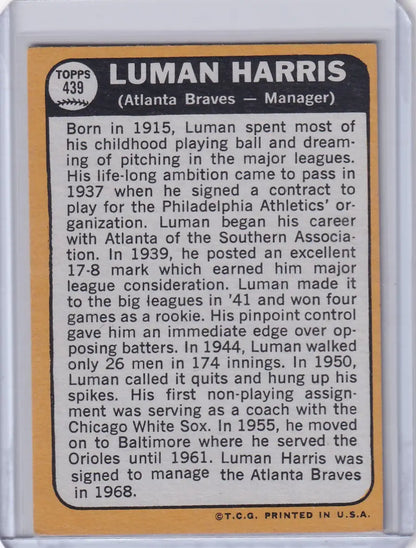 TOPPS
439
LUMAN HARRIS
(Atlanta Braves — Manager)
Born in 1915, Luman spent most of
his childhood playing ball and dream-
ing of pitching in the major leagues.
His life-long ambition came to pass in
1937 when he signed a contract to
play for the Philadelphia Athletics' or-
ganization. Luman began his career
with Atlanta of the Southern Associa-
tion. In 1939, he posted an excellent
17-8 mark which earned him major
league consideration. Luman made it
to the big leagues in '41 and won four
games as a rookie. His pinpoint control
gave him an immediate edge over op-
posing batters. In 1944, Luman walked
only 26 men in 174 innings. In 1950,
Luman called it quits and hung up his
spikes. His first non-playing assign-
ment was serving as a coach with the
Chicago White Sox. In 1955, he moved
on to Baltimore where he served the
Orioles until 1961. Luman Harris was
signed to manage the Atlanta Braves
in 1968.
©T.C.G. PRINTED IN U.S.A.